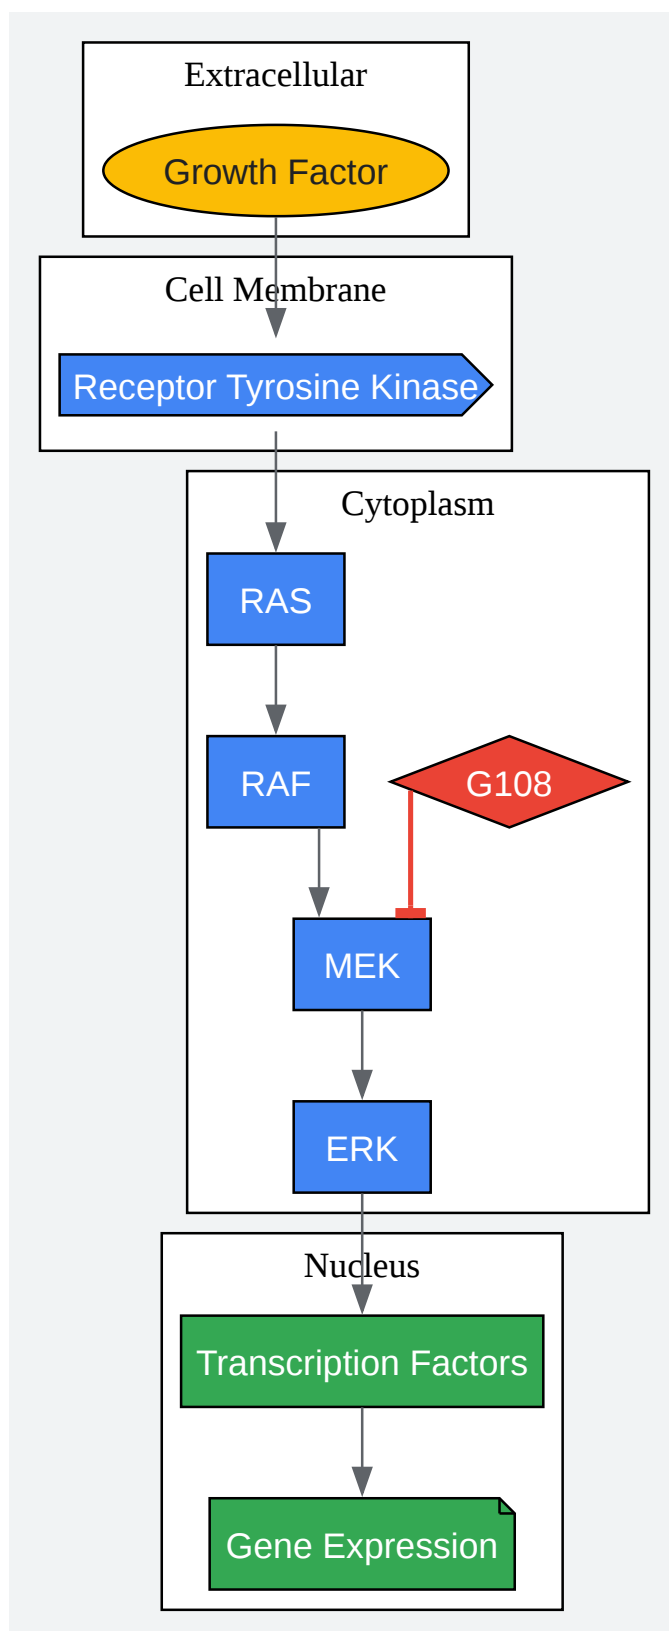 Extracellular
Growth Factor
Cell Membrane
Receptor Tyrosine Kinase
Cytoplasm
RAS
RAF
G108
MEK
ERK
Nucleus
Transcription Factors
Gene Expression